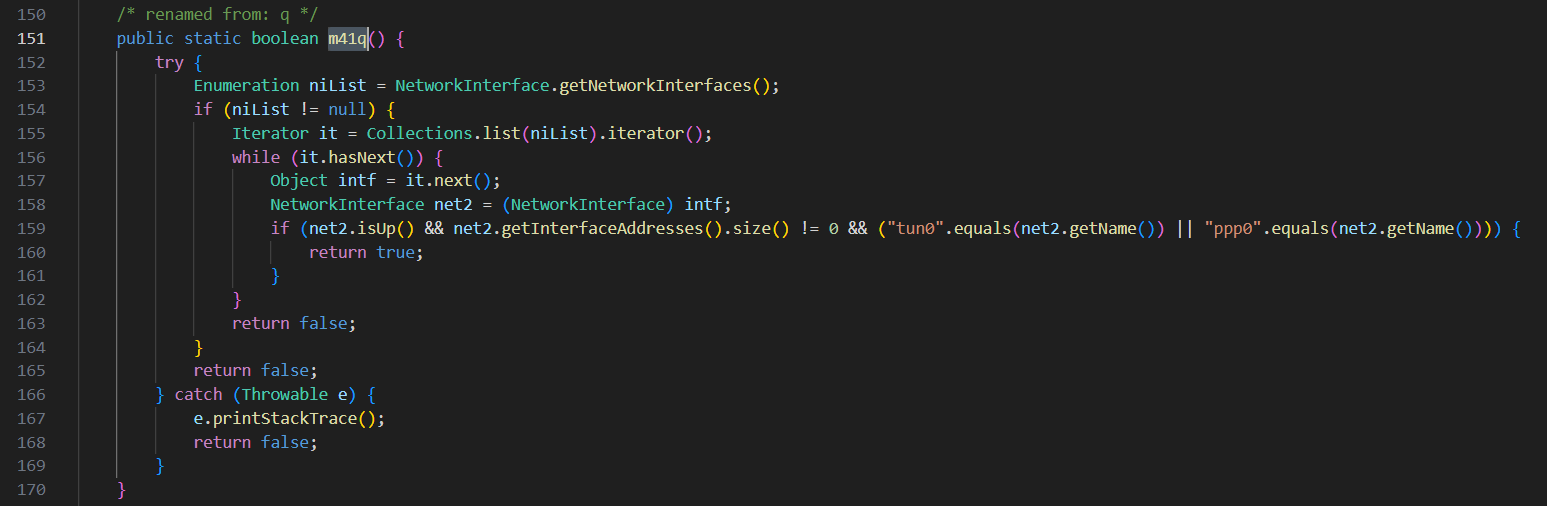 150 /* renamed from: q */
151 public static boolean m41q() {
152 try {
153 Enumeration niList = NetworkInterface.getNetworkInterfaces();
154 if (niList != null) {
155 Iterator it = Collections.list(niList).iterator();
156 while (it.hasNext()) {
157 Object intf = it.next();
158 NetworkInterface net2 = (NetworkInterface) intf;
159 if (net2.isUp() && net2.getInterfaceAddresses().size() != 0 && ("tun0".equals(net2.getName()) || "ppp0".equals(net2.getName()))) {
160 return true;
161 }
162 }
163 return false;
164 }
165 return false;
166 } catch (Throwable e) {
167 e.printStackTrace();
168 return false;
169 }
170 }